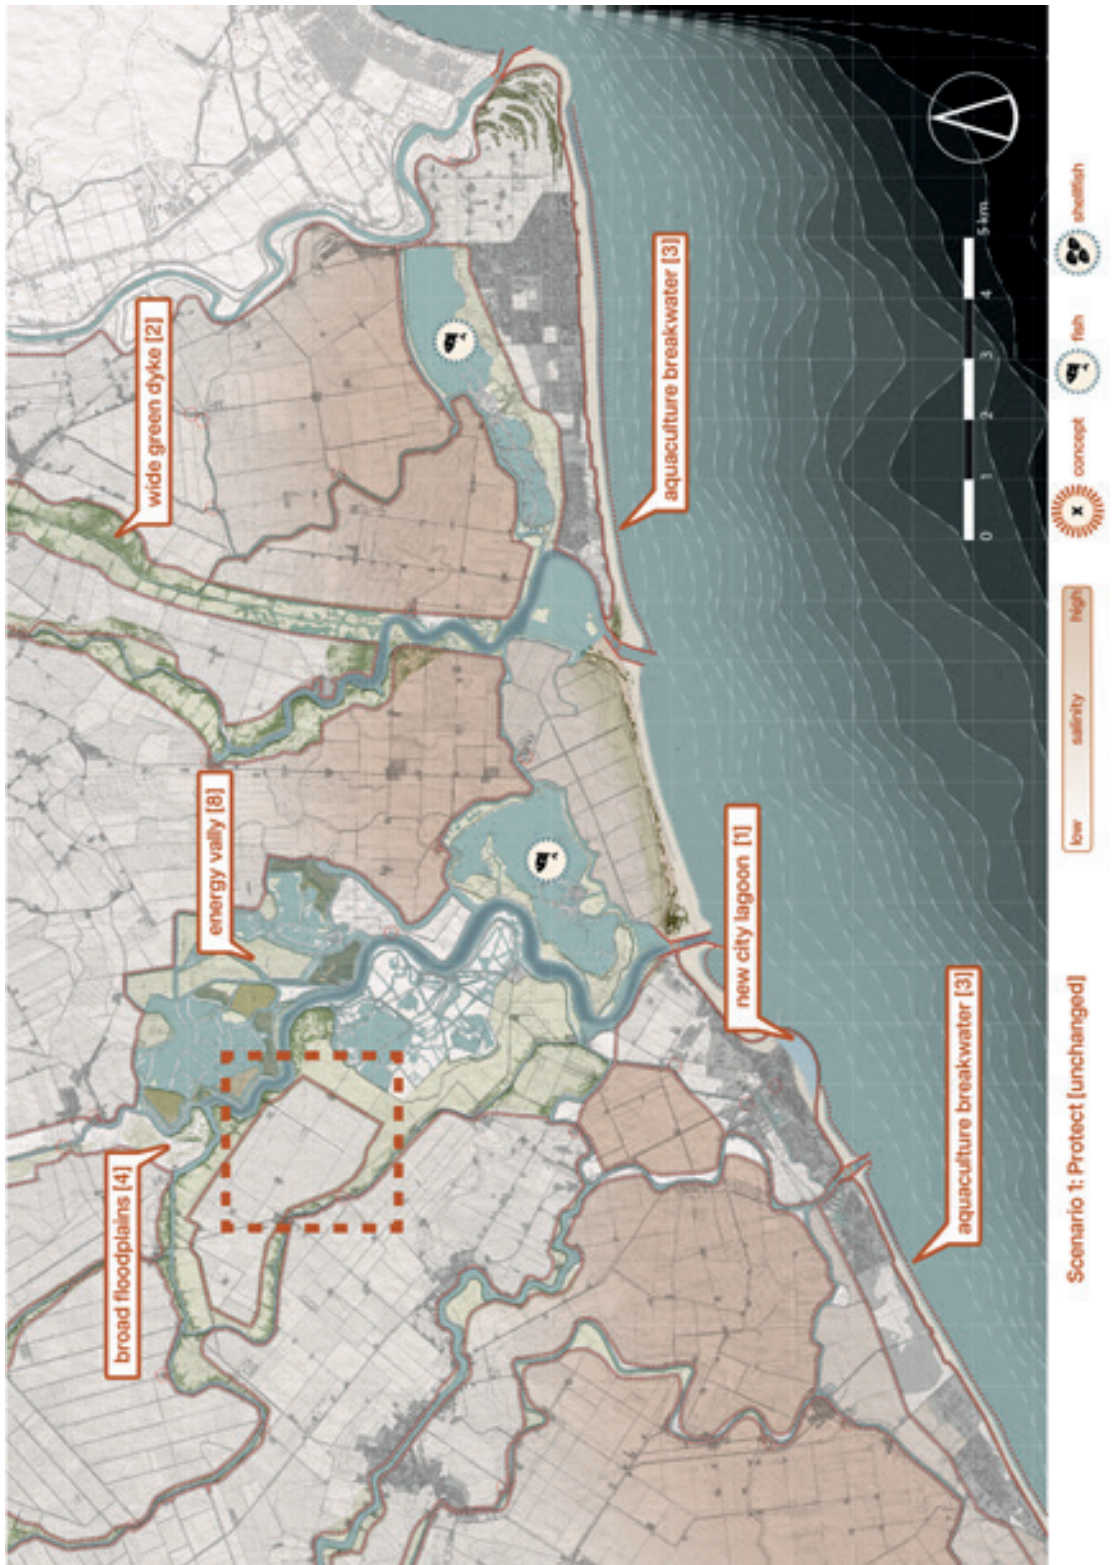 broad floodplains [4]
energy vally [8]
wide green dyke [2]
aquaculture breakwater [3]
new city lagoon [1]
aquaculture breakwater [3]
0 1 2 3 4 5 km
Scenario 1: Protect [unchanged]
low salinity high
x concept
fish
shellfish